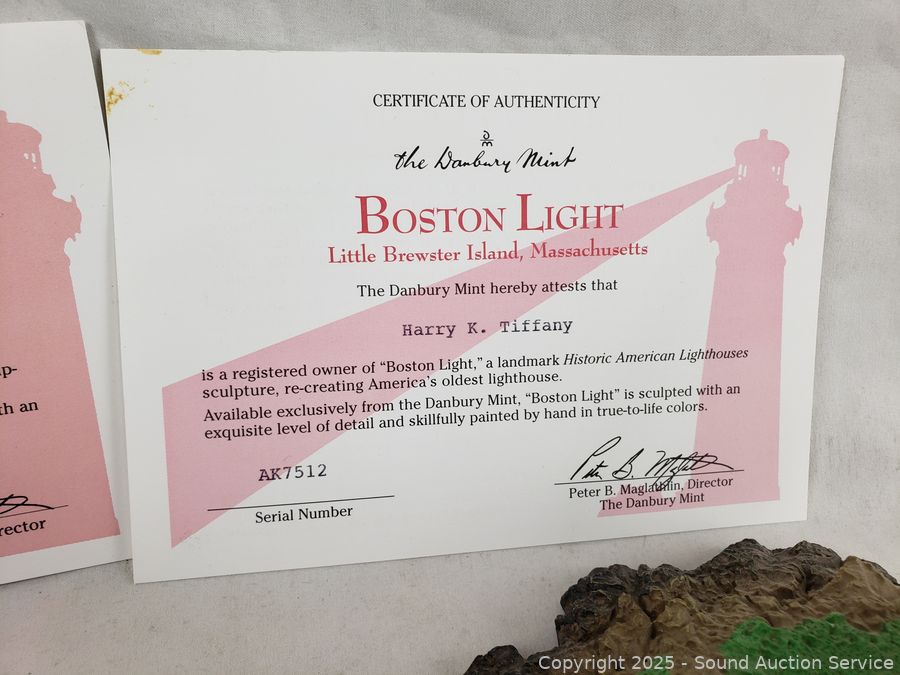 CERTIFICATE OF AUTHENTICITY
DM
the Danbury Mint
BOSTON LIGHT
Little Brewster Island, Massachusetts
The Danbury Mint hereby attests that
Harry K. Tiffany
is a registered owner of “Boston Light,” a landmark Historic American Lighthouses
sculpture, re-creating America’s oldest lighthouse.
Available exclusively from the Danbury Mint, “Boston Light” is sculpted with an
exquisite level of detail and skillfully painted by hand in true-to-life colors.
AK7512
Serial Number
Peter B. Maglathlin, Director
The Danbury Mint
p-
th an
rector
Copyright 2025 - Sound Auction Service